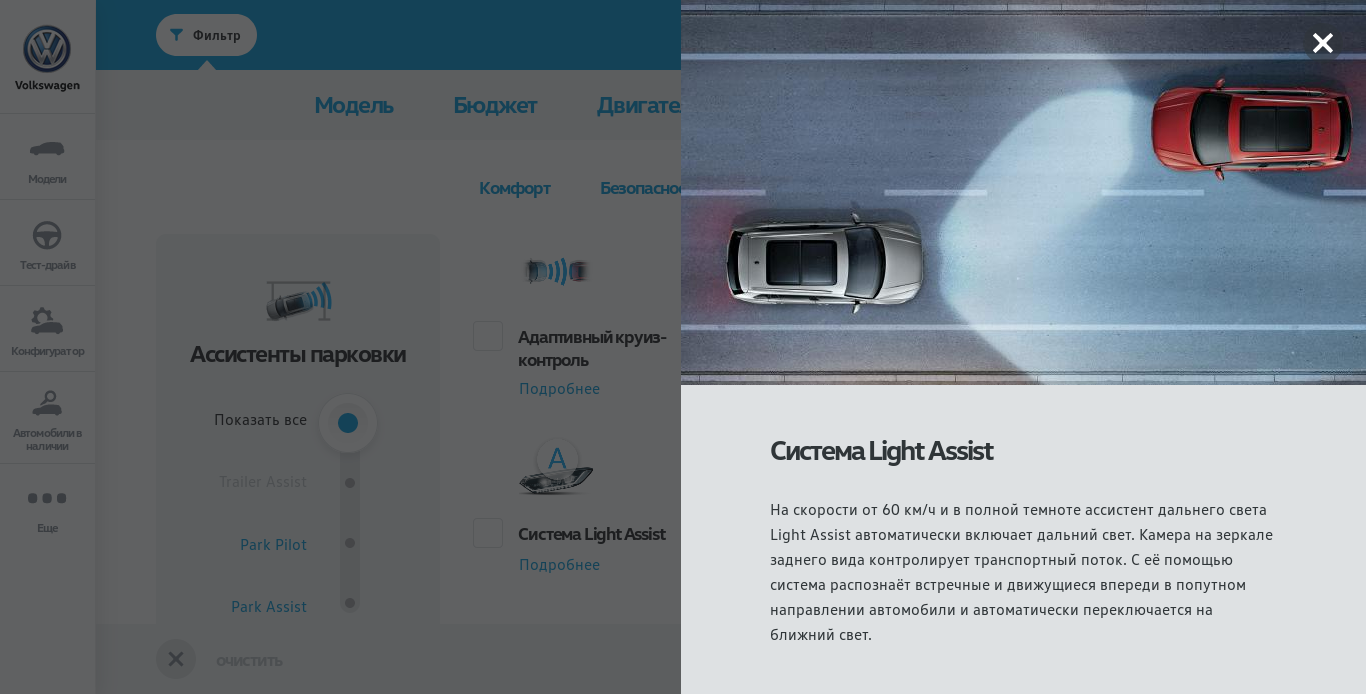 Volkswagen
Модели
Тест-драйв
Конфигуратор
Автомобили в
наличии
Еще
Фильтр
Модель Бюджет
Комфорт
Ассистенты парковки
Показать все
Trailer Assist
Park Pilot
Park Assist
Адаптивный круиз-
контроль
Подробнее
A
Система Light Assist
Подробнее
ОЧИСТИТЬ
Система Light Assist
На скорости от 60 км/ч и в полной темноте ассистент дальнего света
Light Assist автоматически включает дальний свет. Камера на зеркале
заднего вида контролирует транспортный поток. С её помощью
система распознаёт встречные и движущиеся впереди в попутном
направлении автомобили и автоматически переключается на
ближний свет.